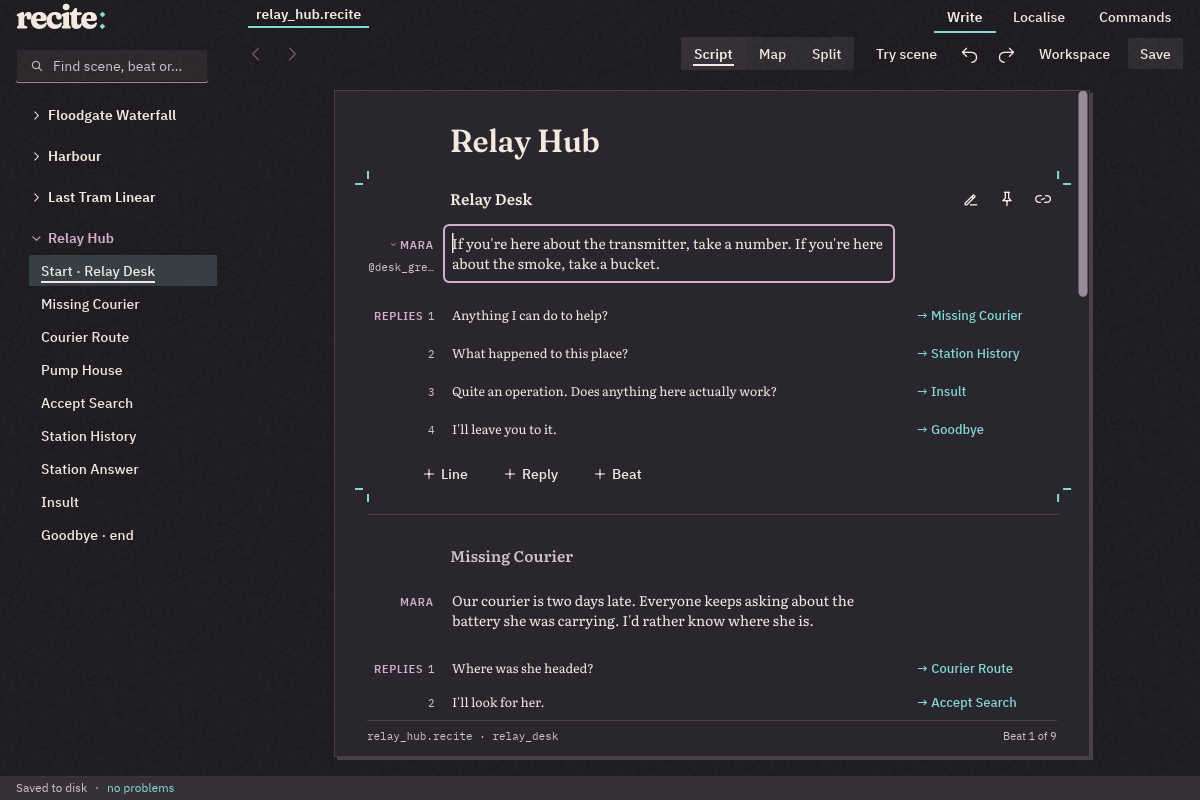 recite:
relay_hub.recite
Write Localise Commands
Find scene, beat or...
Script Map Split Try scene Workspace Save
Floodgate Waterfall
Harbour
Last Tram Linear
Relay Hub
Start · Relay Desk
Missing Courier
Courier Route
Pump House
Accept Search
Station History
Station Answer
Insult
Goodbye · end
Relay Hub
Relay Desk
MARA
@desk_gre…
If you're here about the transmitter, take a number. If you're here
about the smoke, take a bucket.
REPLIES 1 Anything I can do to help? → Missing Courier
2 What happened to this place? → Station History
3 Quite an operation. Does anything here actually work? → Insult
4 I'll leave you to it. → Goodbye
+ Line + Reply + Beat
Missing Courier
MARA Our courier is two days late. Everyone keeps asking about the
battery she was carrying. I'd rather know where she is.
REPLIES 1 Where was she headed? → Courier Route
2 I'll look for her. → Accept Search
relay_hub.recite · relay_desk Beat 1 of 9
Saved to disk · no problems